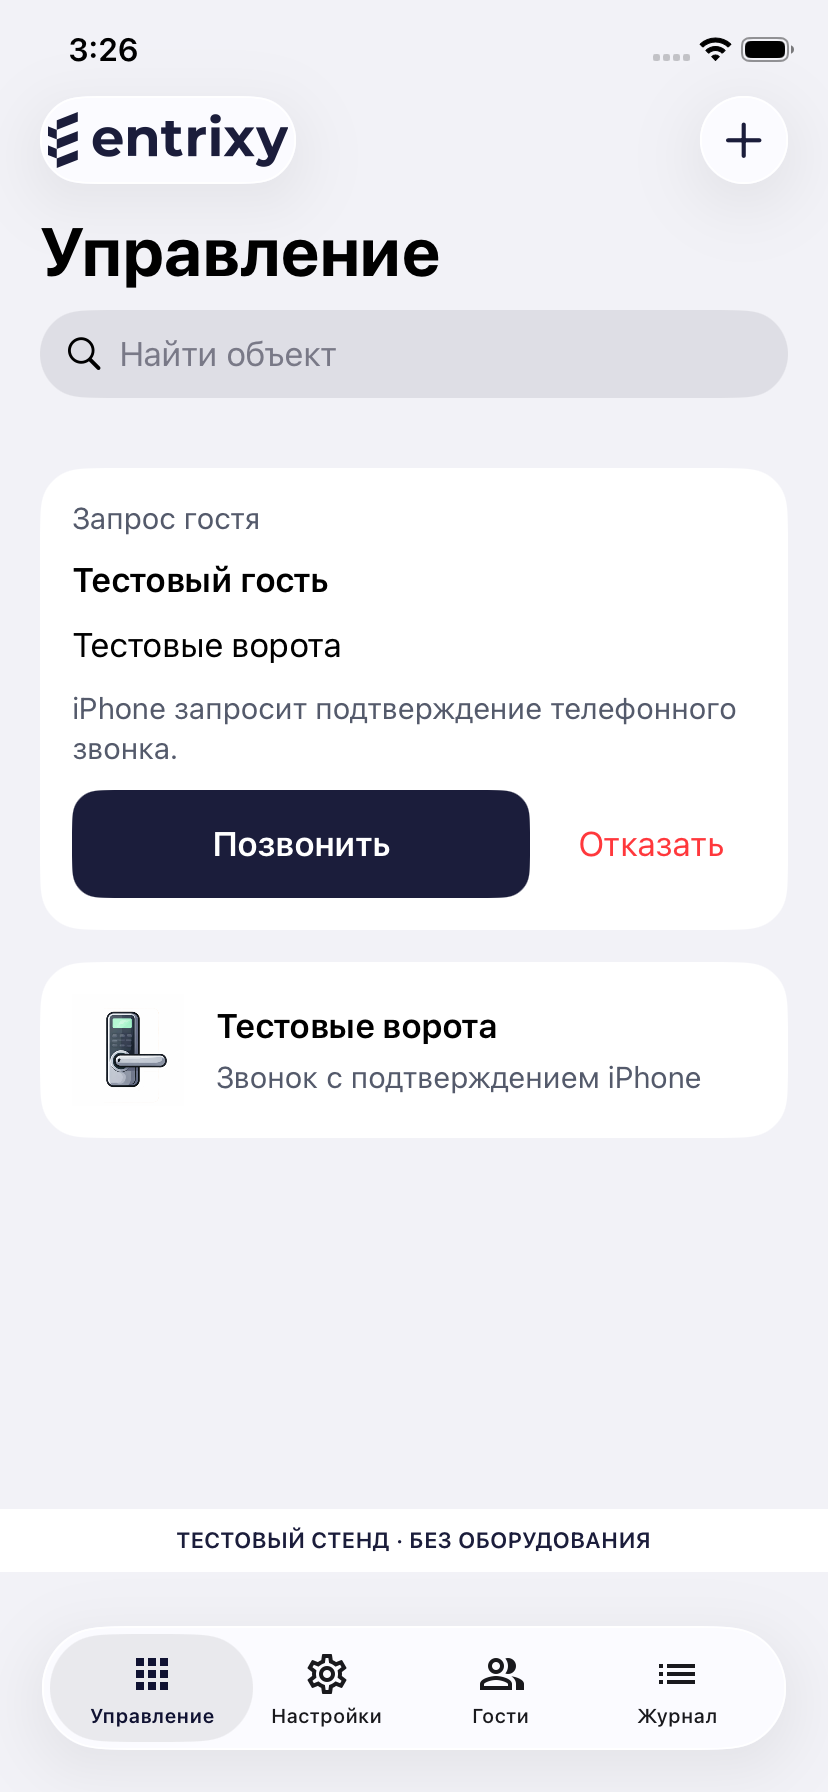 3:26
entrixy
Управление
Найти объект
Запрос гостя
Тестовый гость
Тестовые ворота
iPhone запросит подтверждение телефонного
звонка.
Позвонить
Отказать
Тестовые ворота
Звонок с подтверждением iPhone
ТЕСТОВЫЙ СТЕНД · БЕЗ ОБОРУДОВАНИЯ
Управление
Настройки
Гости
Журнал